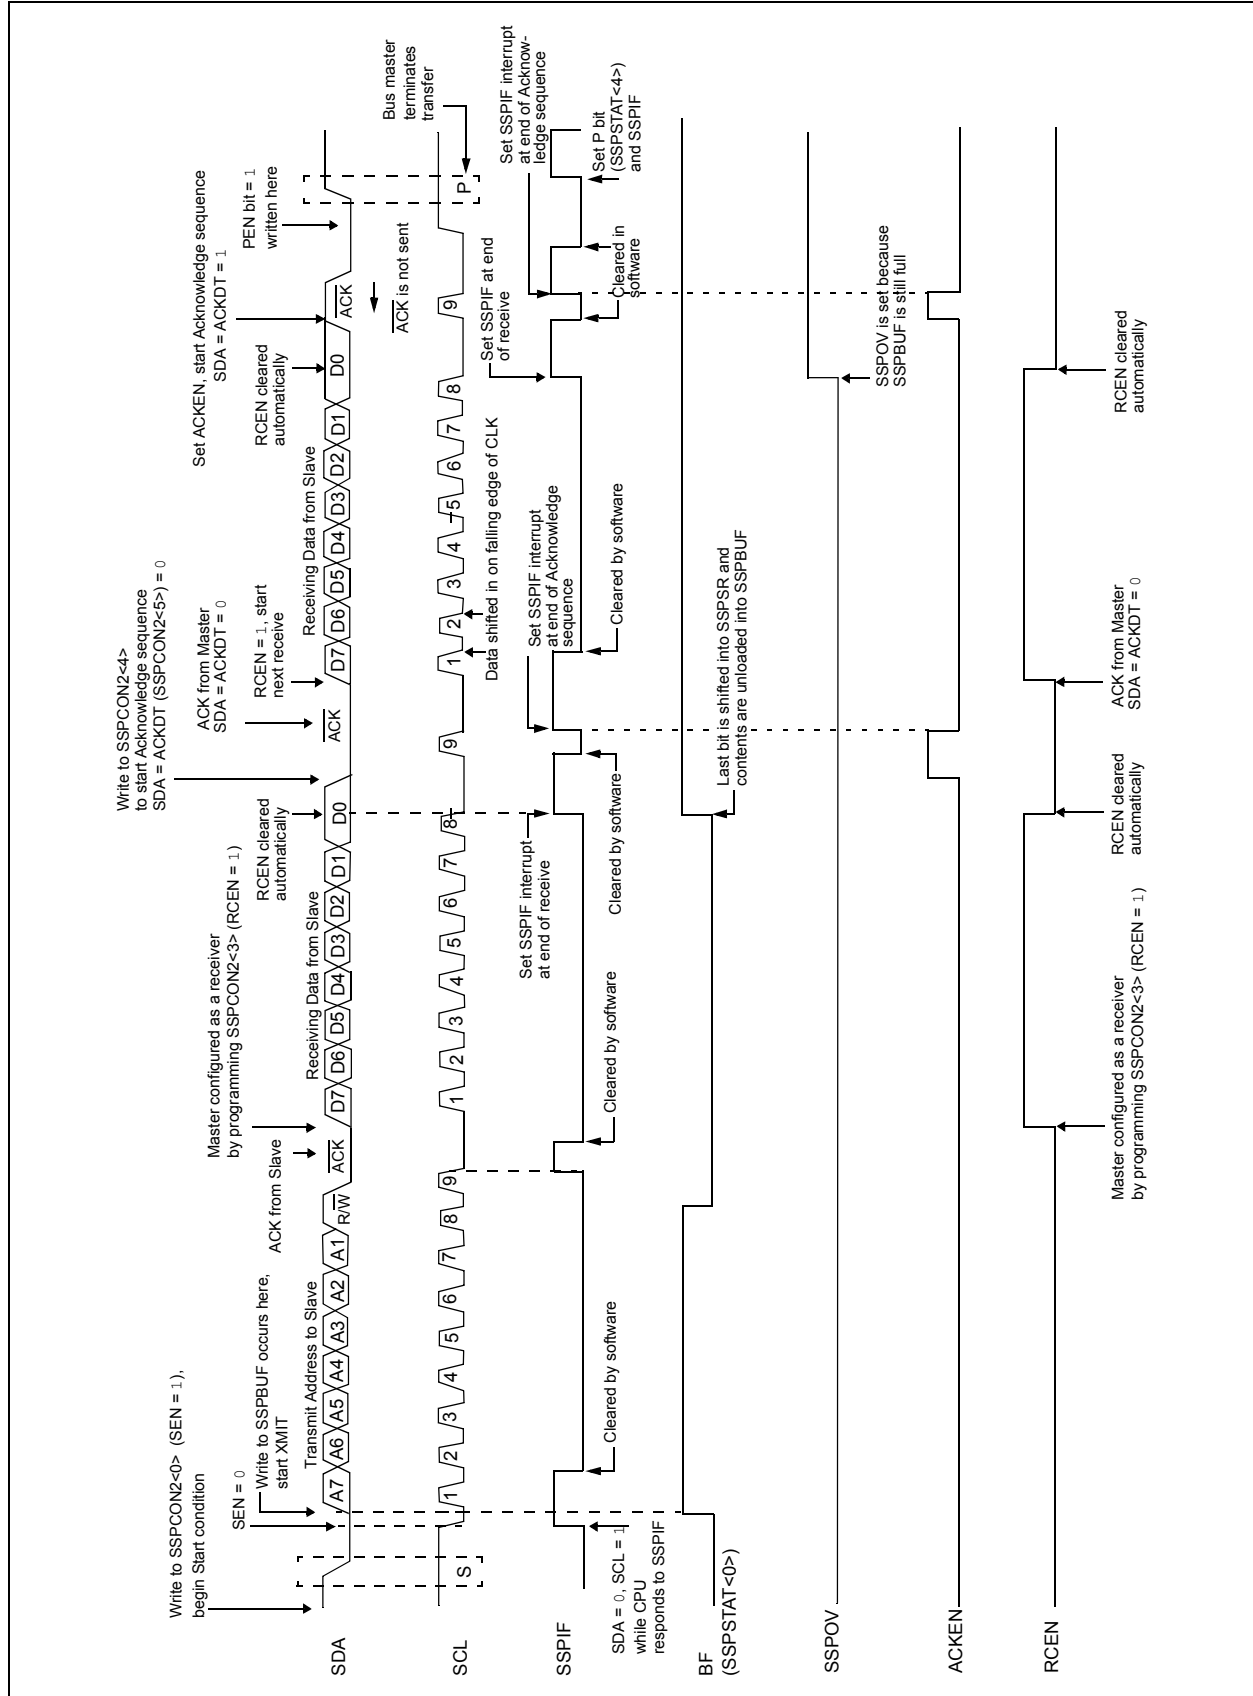 Write to SSPCON2<0> (SEN = 1),
begin Start condition
SEN = 0
Write to SSPBUF occurs here,
start XMIT
ACK from Slave
Master configured as a receiver
by programming SSPCON2<3> (RCEN = 1)
RCEN cleared
automatically
Write to SSPCON2<4>
to start Acknowledge sequence
SDA = ACKDT (SSPCON2<5>) = 0
ACK from Master
SDA = ACKDT = 0
RCEN = 1, start
next receive
RCEN cleared
automatically
Set ACKEN, start Acknowledge sequence
SDA = ACKDT = 1
PEN bit = 1
written here
Transmit Address to Slave
Receiving Data from Slave
Receiving Data from Slave
SDA
A7 A6 A5 A4 A3 A2 A1 R/W ACK D7 D6 D5 D4 D3 D2 D1 D0 ACK D7 D6 D5 D4 D3 D2 D1 D0 ACK
ACK is not sent
Bus master
terminates
transfer
SCL
S 1 2 3 4 5 6 7 8 9 1 2 3 4 5 6 7 8 9 1 2 3 4 5 6 7 8 9 P
Data shifted in on falling edge of CLK
Set SSPIF interrupt
at end of receive
Set SSPIF interrupt
at end of Acknowledge
sequence
Set SSPIF at end
of receive
Set SSPIF interrupt
at end of Acknow-
ledge sequence
SSPIF
SDA = 0, SCL = 1
while CPU
responds to SSPIF
Cleared by software
Cleared by software
Cleared by software
Cleared by software
Cleared in
software
Set P bit
(SSPSTAT<4>)
and SSPIF
BF
(SSPSTAT<0>)
Last bit is shifted into SSPSR and
contents are unloaded into SSPBUF
SSPOV
SSPOV is set because
SSPBUF is still full
ACKEN
RCEN
Master configured as a receiver
by programming SSPCON2<3> (RCEN = 1)
RCEN cleared
automatically
ACK from Master
SDA = ACKDT = 0
RCEN cleared
automatically